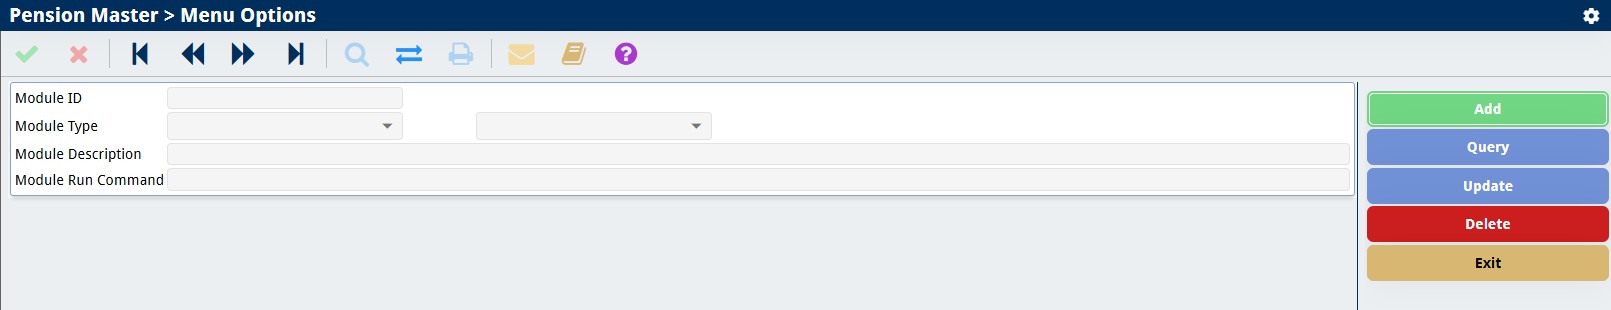 Pension Master > Menu Options
?
Module ID
Module Type
Module Description
Module Run Command
Add
Query
Update
Delete
Exit